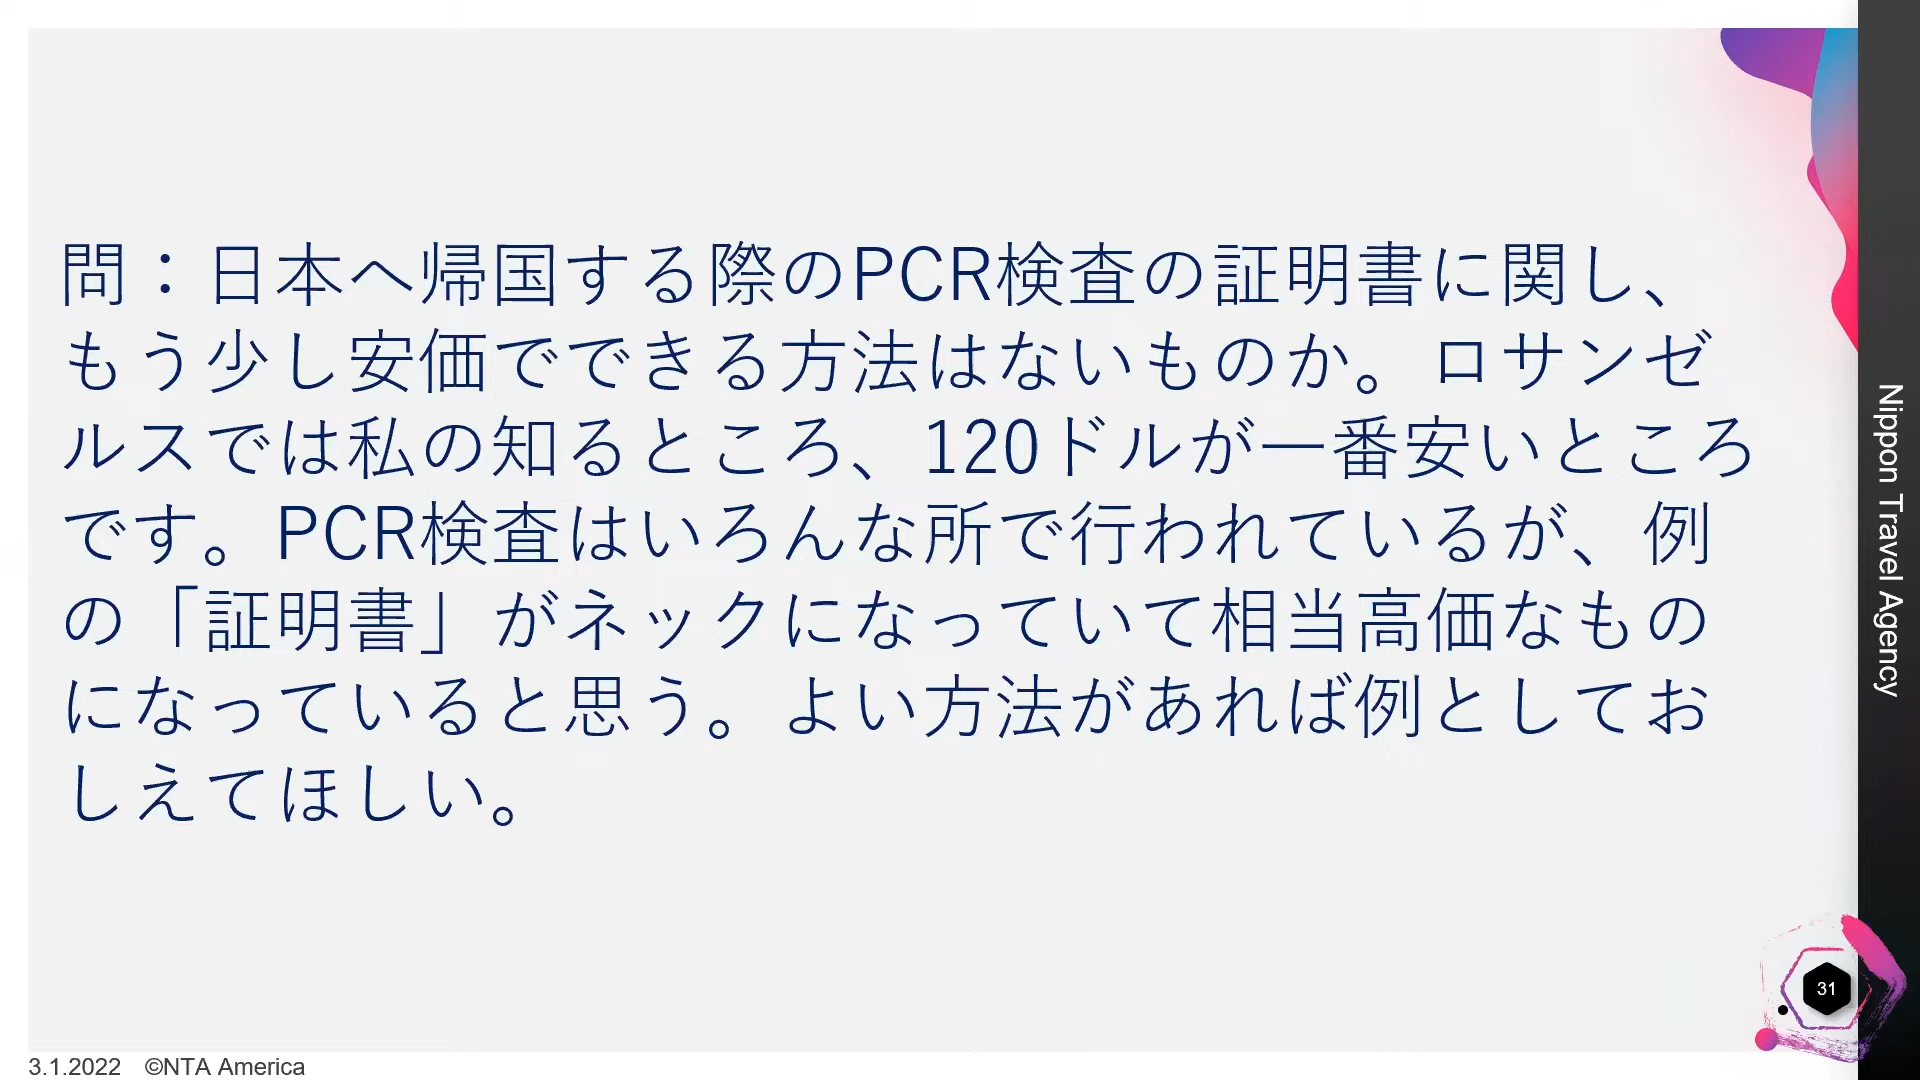 問：日本へ帰国する際のPCR検査の証明書に関し、
もう少し安価でできる方法はないものか。ロサンゼ
ルスでは私の知るところ、120ドルが一番安いところ
です。PCR検査はいろんな所で行われているが、例
の「証明書」がネックになっていて相当高価なもの
になっていると思う。よい方法があれば例としてお
しえてほしい。
Nippon Travel Agency
31
3.1.2022 ©NTA America